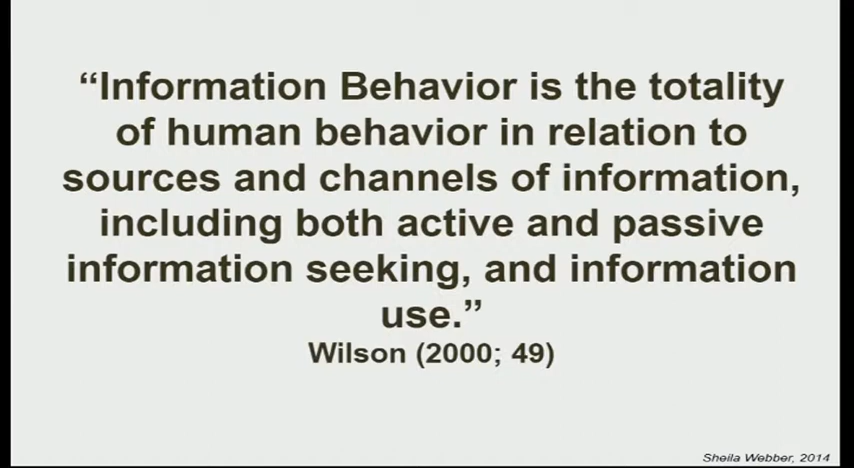 “Information Behavior is the totality
of human behavior in relation to
sources and channels of information,
including both active and passive
information seeking, and information
use.”
Wilson (2000; 49)
Sheila Webber, 2014